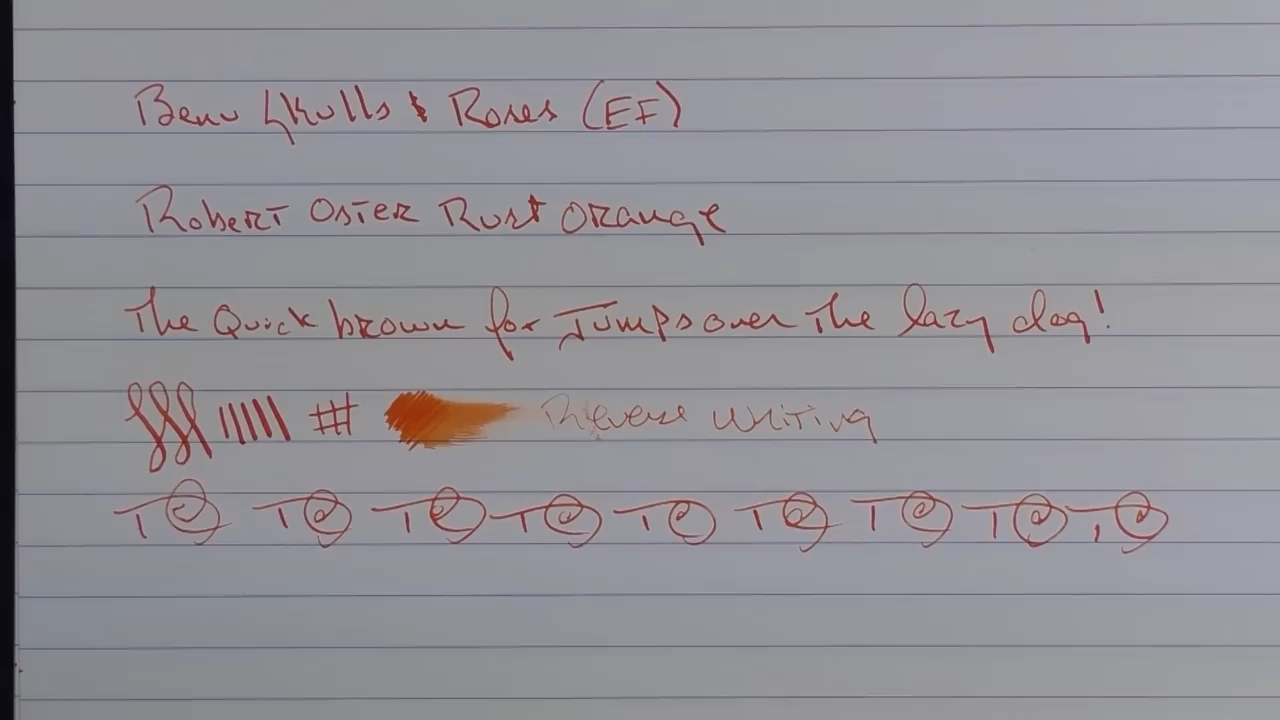 Benu Skulls & Roses (EF)
Robert Oster Rust Orange
The Quick brown fox Jumps over The lazy dog!
Reverse Writing